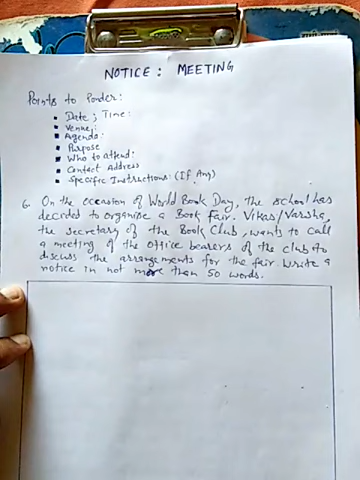 NOTICE : MEETING
Points to Ponder :
▪ Date ; Time :
▪ Venue ;
▪ Agenda :
▪ Purpose
▪ Who to attend :
▪ Contact Address
▪ Specific Instructions : (If Any)
6. On the occasion of World Book Day, the school has
decided to organise a Book Fair. Vikas/Varsha,
the secretary of the Book Club, wants to call
a meeting of the office bearers of the club to
discuss the arrangements for the fair. Write a
notice in not more than 50 words.